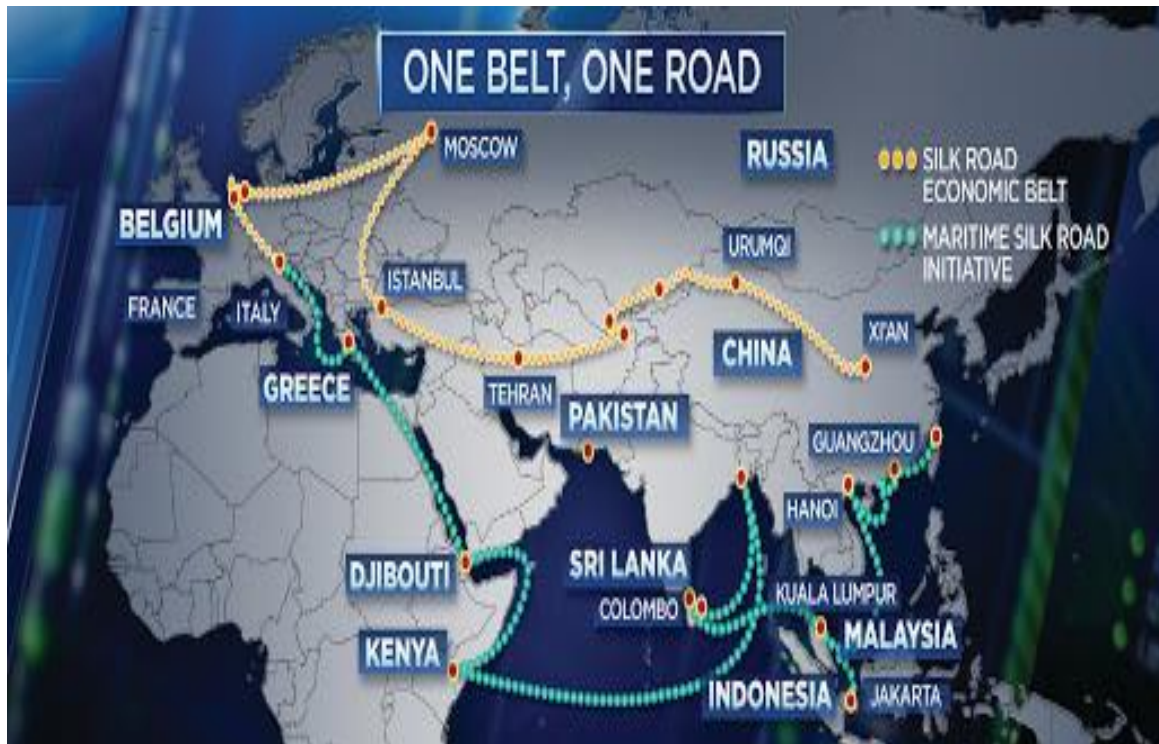 ONE BELT, ONE ROAD
MOSCOW
RUSSIA
SILK ROAD
ECONOMIC BELT
MARITIME SILK ROAD
INITIATIVE
BELGIUM
URUMQI
ISTANBUL
FRANCE
ITALY
XI'AN
CHINA
GREECE
TEHRAN
PAKISTAN
GUANGZHOU
HANOI
DJIBOUTI
SRI LANKA
COLOMBO
KUALA LUMPUR
MALAYSIA
KENYA
INDONESIA
JAKARTA